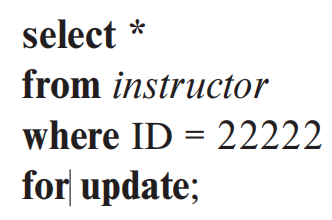 select *
from instructor
where ID = 22222
for update;